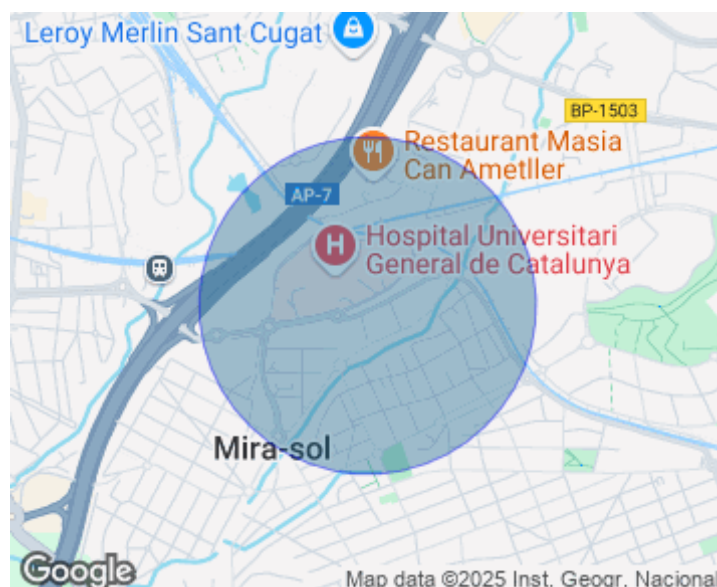 Leroy Merlin Sant Cugat
BP-1503
Restaurant Masia
Can Ametller
AP-7
H
Hospital Universitari
General de Catalunya
Mira-sol
Google
Map data ©2025 Inst. Geogr. Nacional